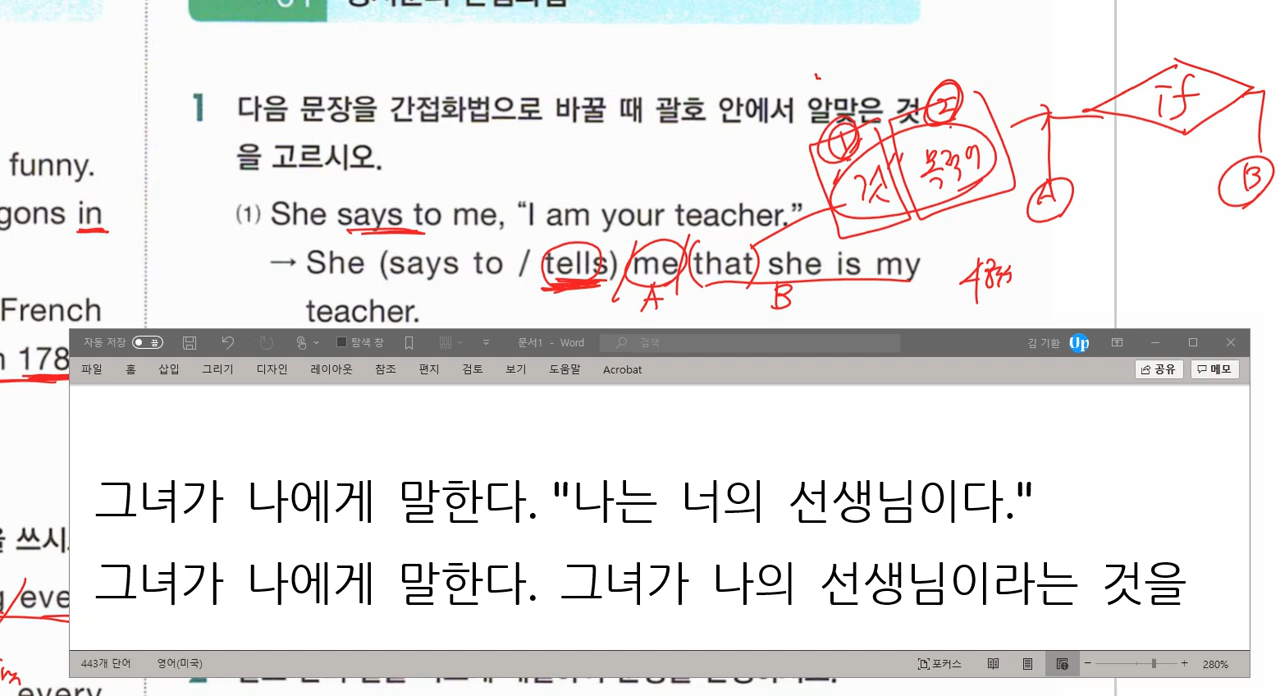 1 다음 문장을 간접화법으로 바꿀 때 괄호 안에서 알맞은 것
을 고르시오.
(1) She says to me, “I am your teacher.”
→ She (says to / tells) me (that) she is my
teacher.
funny.
gons in
French
178
① ②
것 목적어
if
A B
A B
자동 저장 끔 탐색 창 문서1 - Word 검색 김 기환 Up
파일 홈 삽입 그리기 디자인 레이아웃 참조 편지 검토 보기 도움말 Acrobat 공유 메모
그녀가 나에게 말한다. "나는 너의 선생님이다."
그녀가 나에게 말한다. 그녀가 나의 선생님이라는 것을
443개 단어 영어(미국) 포커스 280%
every